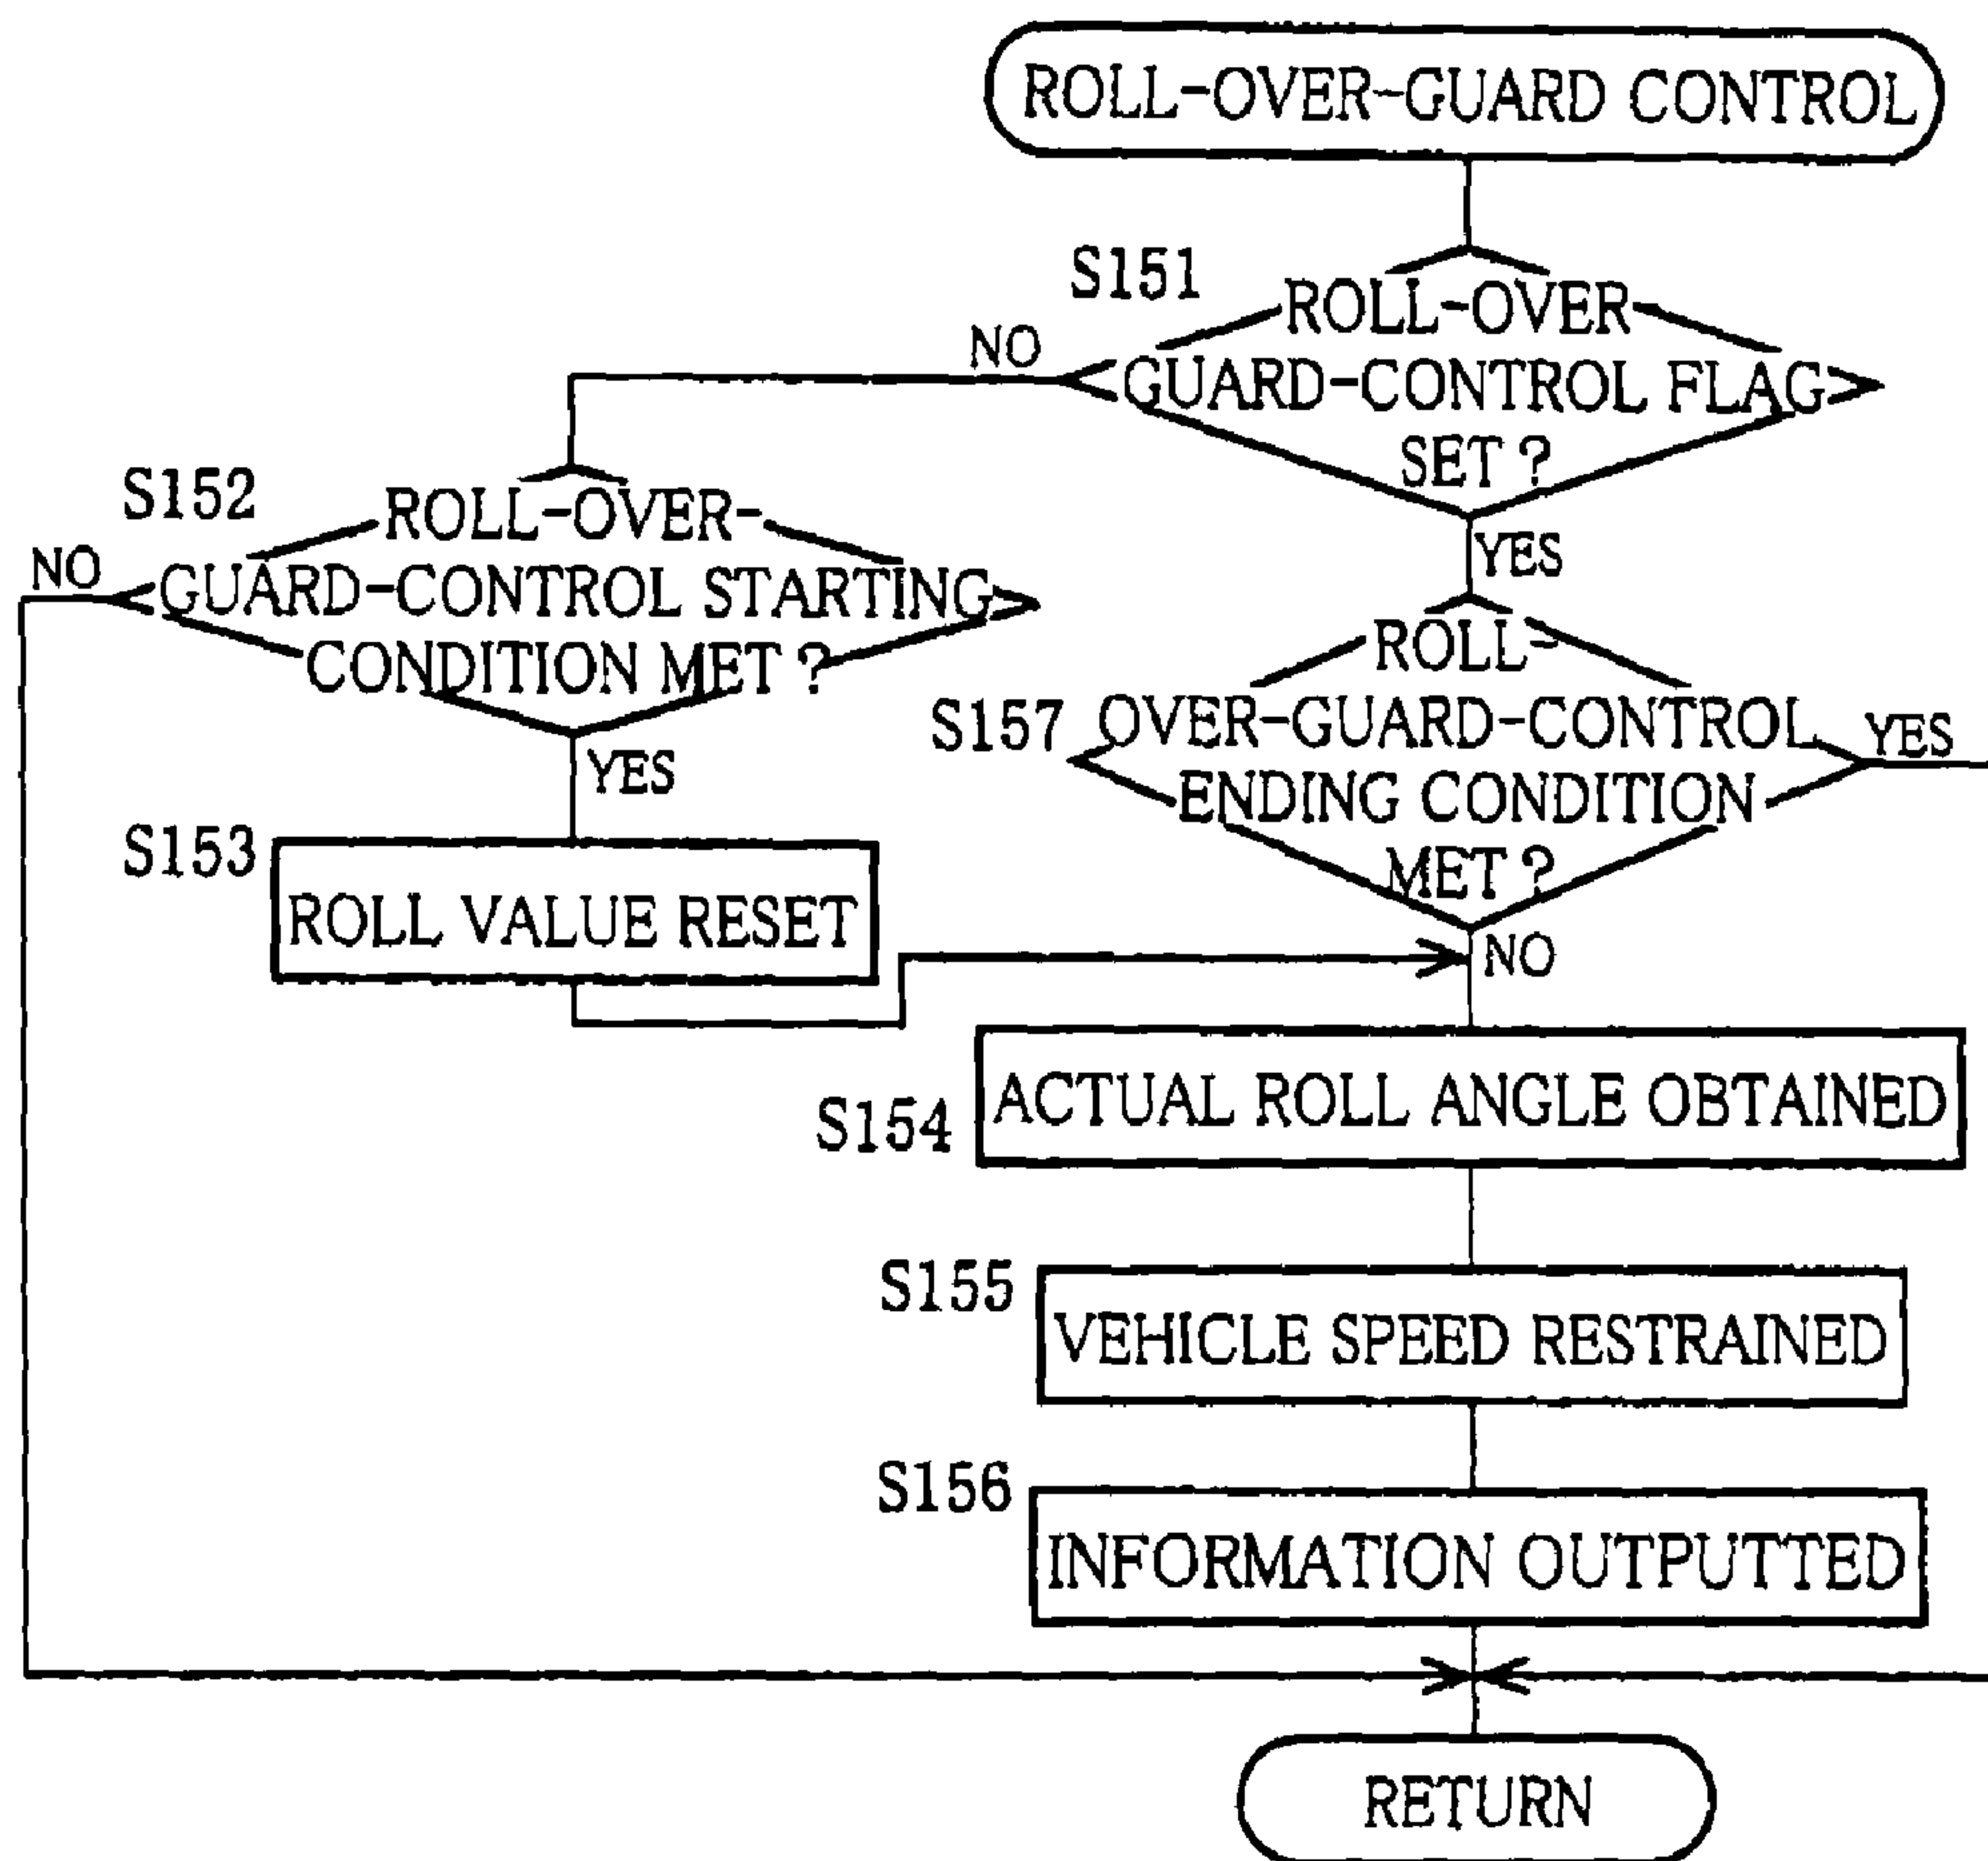 ROLL-OVER-GUARD CONTROL
S151
ROLL-OVER-
GUARD-CONTROL FLAG
SET ?
NO
YES
S152
ROLL-OVER-
GUARD-CONTROL STARTING
CONDITION MET ?
NO
YES
S157
ROLL-
OVER-GUARD-CONTROL
ENDING CONDITION
MET ?
YES
NO
S153
ROLL VALUE RESET
S154
ACTUAL ROLL ANGLE OBTAINED
S155
VEHICLE SPEED RESTRAINED
S156
INFORMATION OUTPUTTED
RETURN